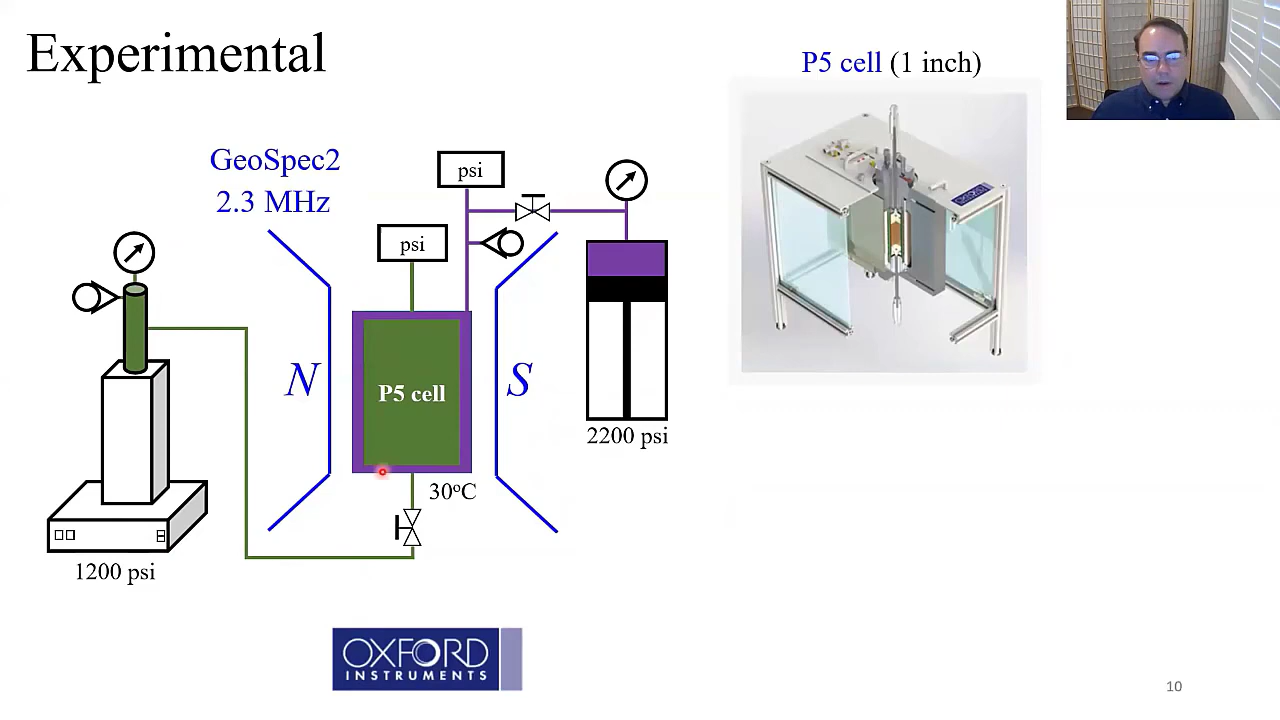 Experimental
P5 cell (1 inch)
GeoSpec2
2.3 MHz
psi
psi
N
P5 cell
S
2200 psi
30ºC
1200 psi
OXFORD
INSTRUMENTS
OXFORD
10